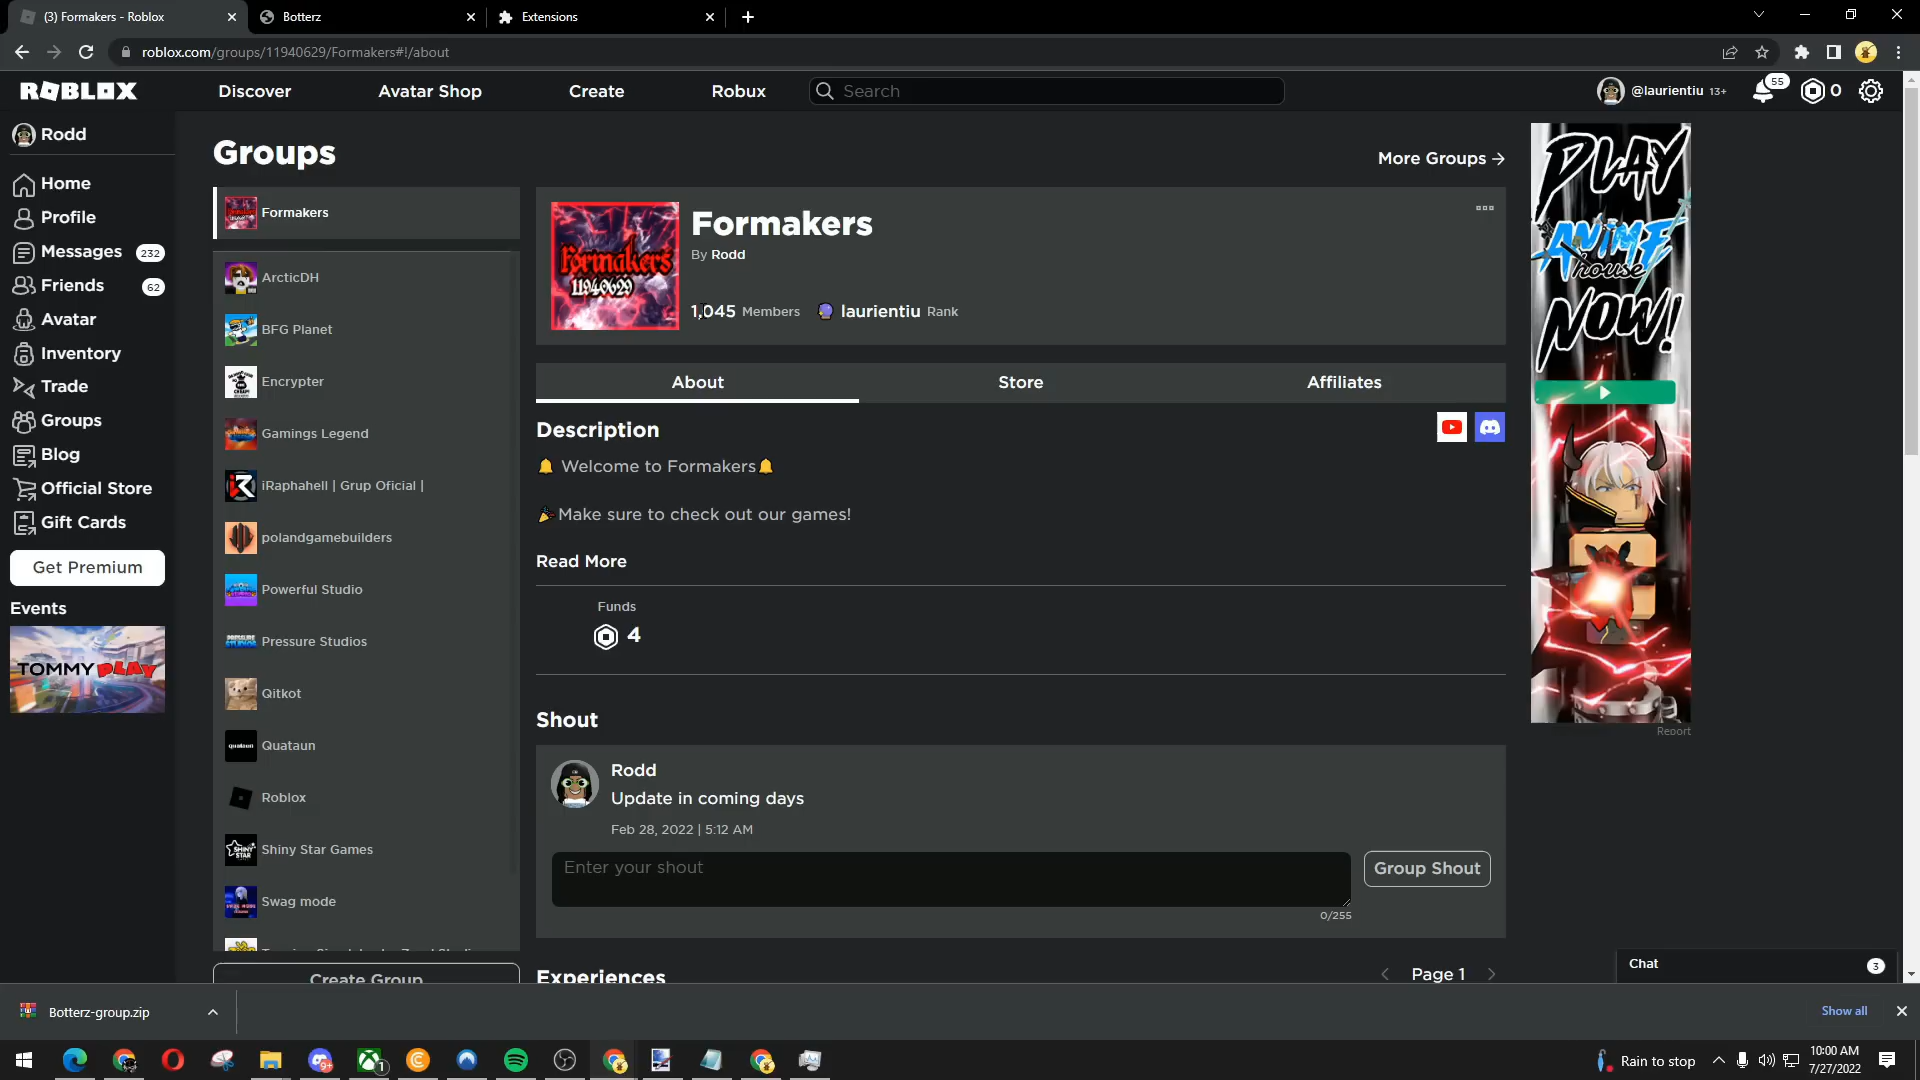 (3) Formakers - Roblox
Botterz
Extensions
roblox.com/groups/11940629/Formakers#!/about
ROBLOX
Discover
Avatar Shop
Create
Robux
Search
@laurientiu 13+
55
0
Rodd
Home
Profile
Messages 232
Friends 62
Avatar
Inventory
Trade
Groups
Blog
Official Store
Gift Cards
Get Premium
Events
TOMMY PLAY
Groups
More Groups
Formakers
ArcticDH
BFG Planet
Encrypter
Gamings Legend
iRaphahell | Grup Oficial |
polandgamebuilders
Powerful Studio
Pressure Studios
Qitkot
Quataun
Roblox
Shiny Star Games
Swag mode
Create Group
Formakers
11940629
Formakers
By Rodd
1,045 Members
laurientiu Rank
About
Store
Affiliates
Description
🔔 Welcome to Formakers🔔
🎉Make sure to check out our games!
Read More
Funds
4
Shout
Rodd
Update in coming days
Feb 28, 2022 | 5:12 AM
Enter your shout
Group Shout
0/255
Experiences
Page 1
PLAY
ANIME
house
NOW!
Report
Chat
3
Botterz-group.zip
Show all
9+
1
Rain to stop
10:00 AM
7/27/2022